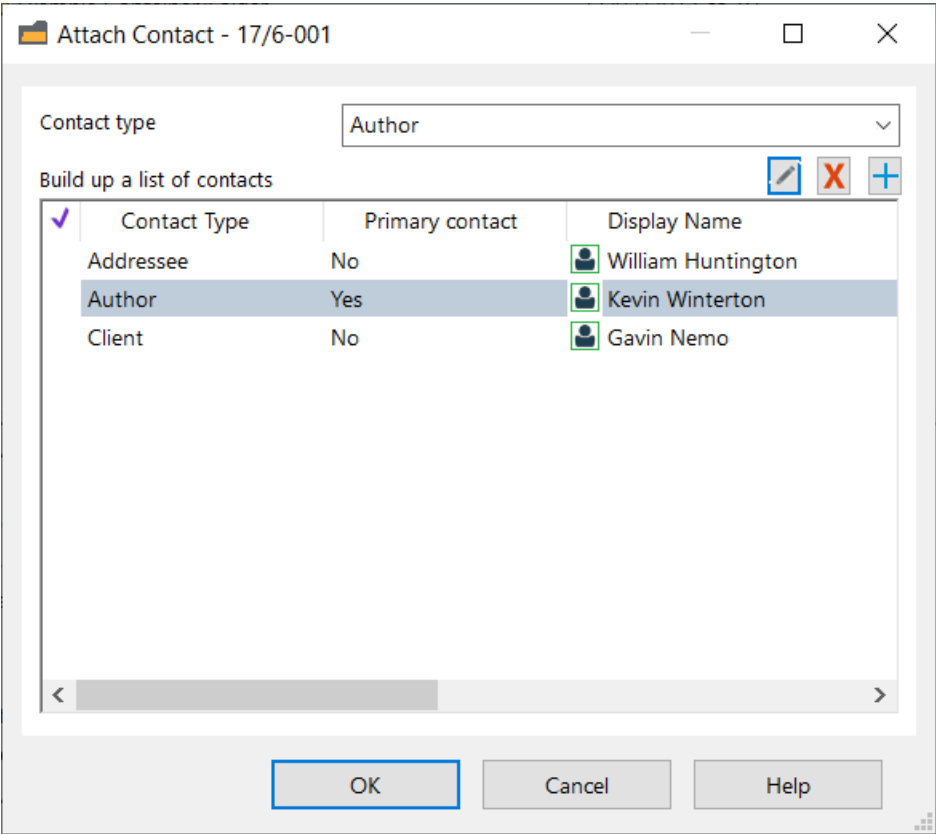 Attach Contact - 17/6-001
Contact type
Author
Build up a list of contacts
Contact Type Primary contact Display Name
Addressee No William Huntington
Author Yes Kevin Winterton
Client No Gavin Nemo
OK Cancel Help